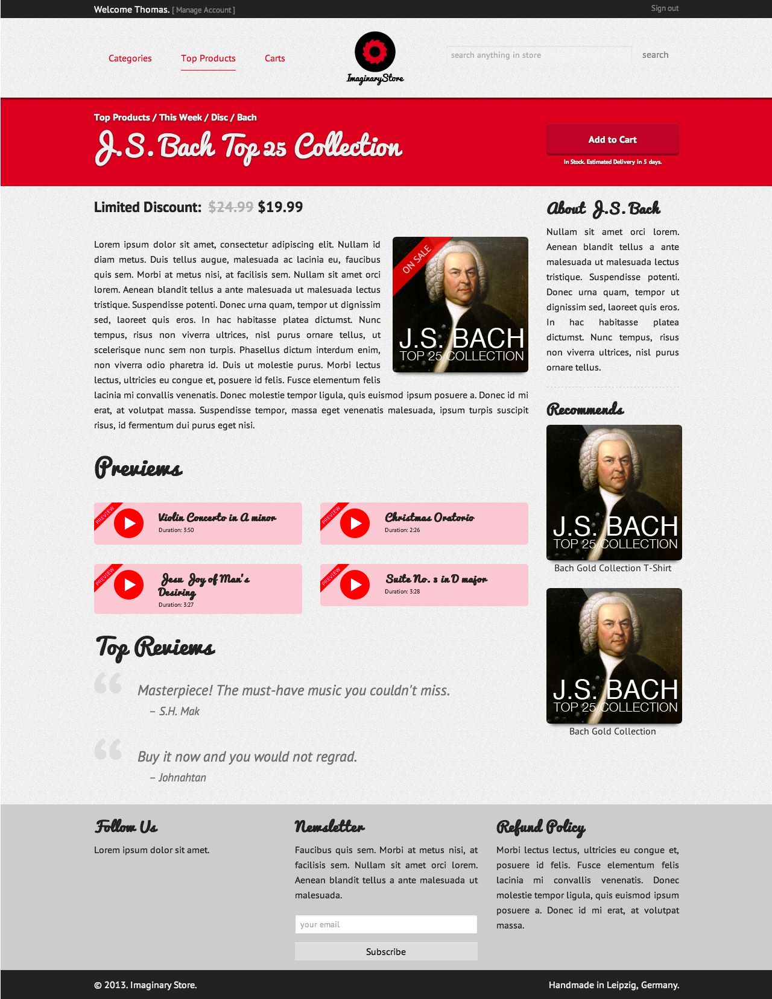 Welcome Thomas. [ Manage Account ]
Sign out
Categories
Top Products
Carts
ImaginaryStore
search anything in store
search
Top Products / This Week / Disc / Bach
J.S. Bach Top 25 Collection
Add to Cart
In Stock. Estimated Delivery in 5 days.
Limited Discount: $24.99 $19.99
Lorem ipsum dolor sit amet, consectetur adipiscing elit. Nullam id
diam metus. Duis tellus augue, malesuada ac lacinia eu, faucibus
quis sem. Morbi at metus nisi, at facilisis sem. Nullam sit amet orci
lorem. Aenean blandit tellus a ante malesuada ut malesuada lectus
tristique. Suspendisse potenti. Donec urna quam, tempor ut dignissim
sed, laoreet quis eros. In hac habitasse platea dictumst. Nunc
tempus, risus non viverra ultrices, nisl purus ornare tellus, ut
scelerisque nunc sem non turpis. Phasellus dictum interdum enim,
non viverra odio pharetra id. Duis ut molestie purus. Morbi lectus
lectus, ultricies eu congue et, posuere id felis. Fusce elementum felis
lacinia mi convallis venenatis. Donec molestie tempor ligula, quis euismod ipsum posuere a. Donec id mi
erat, at volutpat massa. Suspendisse tempor, massa eget venenatis malesuada, ipsum turpis suscipit
risus, id fermentum dui purus eget nisi.
ON SALE
J.S. BACH
TOP 25 COLLECTION
Previews
PREVIEW
Violin Concerto in A minor
Duration: 3:50
PREVIEW
Christmas Oratorio
Duration: 2:26
PREVIEW
Jesu Joy of Man's
Desiring
Duration: 3:27
PREVIEW
Suite No. 2 in D major
Duration: 3:28
Top Reviews
“
Masterpiece! The must-have music you couldn't miss.
– S.H. Mak
“
Buy it now and you would not regrad.
– Johnahtan
About J.S. Bach
Nullam sit amet orci lorem.
Aenean blandit tellus a ante
malesuada ut malesuada lectus
tristique. Suspendisse potenti.
Donec urna quam, tempor ut
dignissim sed, laoreet quis eros.
In hac habitasse platea
dictumst. Nunc tempus, risus
non viverra ultrices, nisl purus
ornare tellus.
Recommends
J.S. BACH
TOP 25 COLLECTION
Bach Gold Collection T-Shirt
J.S. BACH
TOP 25 COLLECTION
Bach Gold Collection
Follow Us
Lorem ipsum dolor sit amet.
Newsletter
Faucibus quis sem. Morbi at metus nisi, at
facilisis sem. Nullam sit amet orci lorem.
Aenean blandit tellus a ante malesuada ut
malesuada.
your email
Subscribe
Refund Policy
Morbi lectus lectus, ultricies eu congue et,
posuere id felis. Fusce elementum felis
lacinia mi convallis venenatis. Donec
molestie tempor ligula, quis euismod ipsum
posuere a. Donec id mi erat, at volutpat
massa.
© 2013. Imaginary Store.
Handmade in Leipzig, Germany.